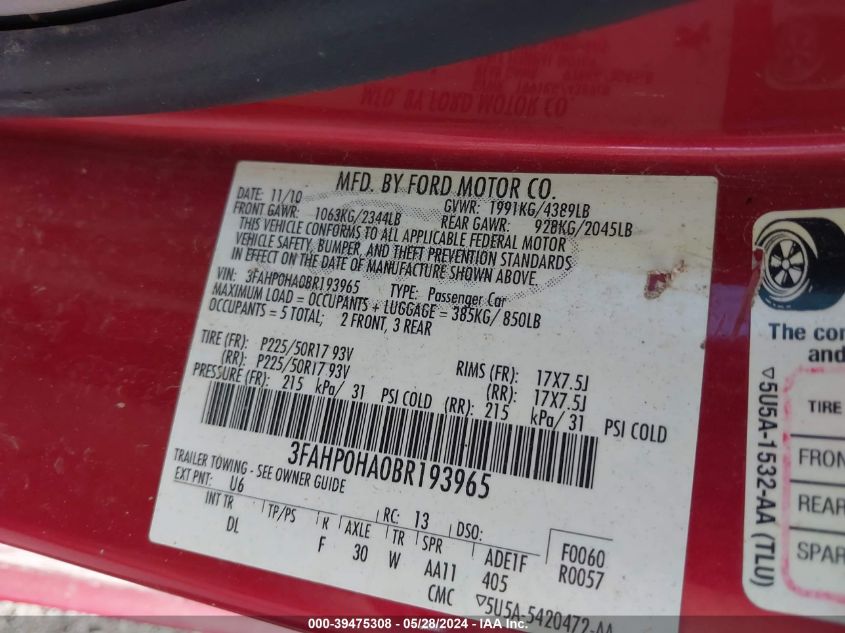 MFD. BY FORD MOTOR CO.
DATE: 11/10 GVWR: 1991KG/4389LB
FRONT GAWR: 1063KG/2344LB REAR GAWR: 928KG/2045LB
THIS VEHICLE CONFORMS TO ALL APPLICABLE FEDERAL MOTOR
VEHICLE SAFETY, BUMPER, AND THEFT PREVENTION STANDARDS
IN EFFECT ON THE DATE OF MANUFACTURE SHOWN ABOVE
VIN: 3FAHP0HA0BR193965 TYPE: Passenger Car
MAXIMUM LOAD = OCCUPANTS + LUGGAGE = 385KG/ 850LB
OCCUPANTS = 5 TOTAL; 2 FRONT, 3 REAR
TIRE (FR): P225/50R17 93V RIMS (FR): 17X7.5J
(RR): P225/50R17 93V (RR): 17X7.5J
PRESSURE (FR): 215 kPa/ 31 PSI COLD (RR): 215 kPa/31 PSI COLD
3FAHP0HA0BR193965
TRAILER TOWING - SEE OWNER GUIDE
EXT PNT: U6 RC: 13 DSO: F0060
INT TR TP/PS R AXLE TR SPR ADE1F R0057
DL F 30 W AA11 405
CMC ▽5U5A-5420472-AA
The con
and
▽5U5A-1532-AA (TLU)
TIRE
FRON
REAR
SPAR
000-39475308 - 05/28/2024 - IAA Inc.